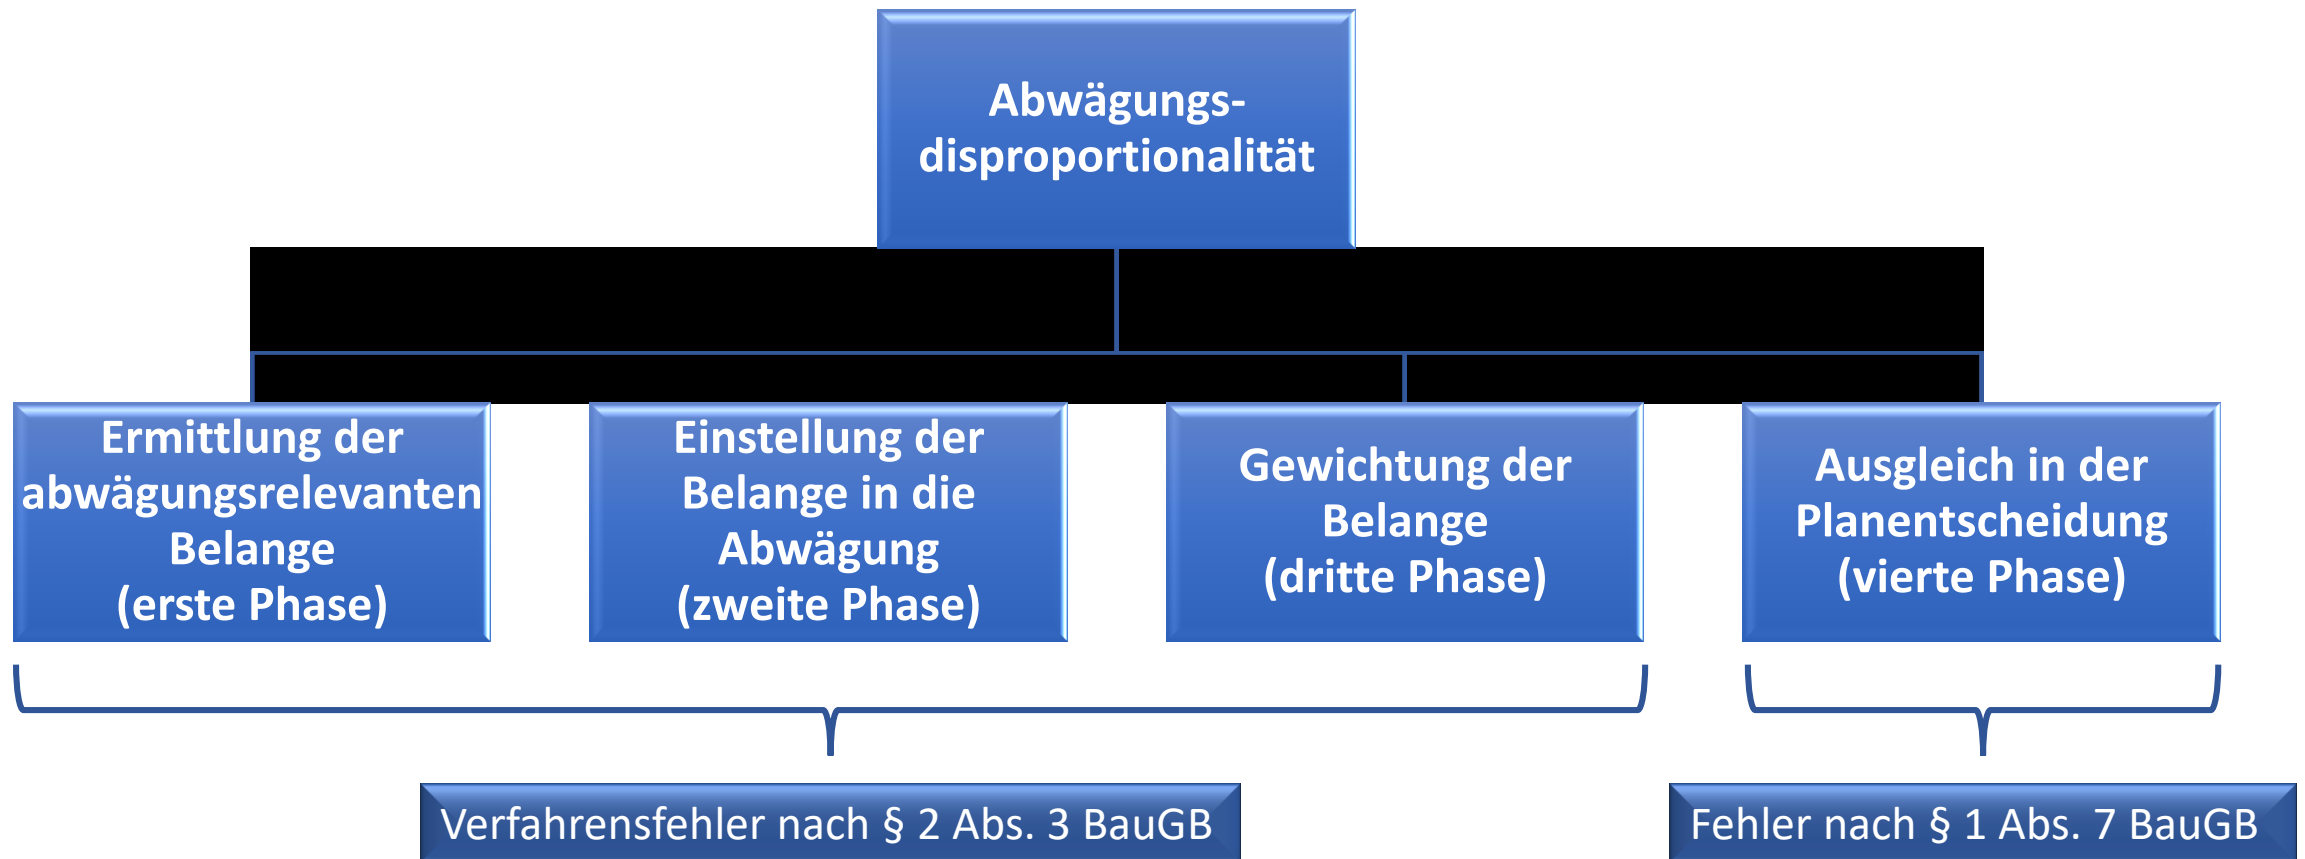 Abwägungs-
disproportionalität
Ermittlung der
abwägungsrelevanten
Belange
(erste Phase)
Einstellung der
Belange in die
Abwägung
(zweite Phase)
Gewichtung der
Belange
(dritte Phase)
Ausgleich in der
Planentscheidung
(vierte Phase)
Verfahrensfehler nach § 2 Abs. 3 BauGB
Fehler nach § 1 Abs. 7 BauGB